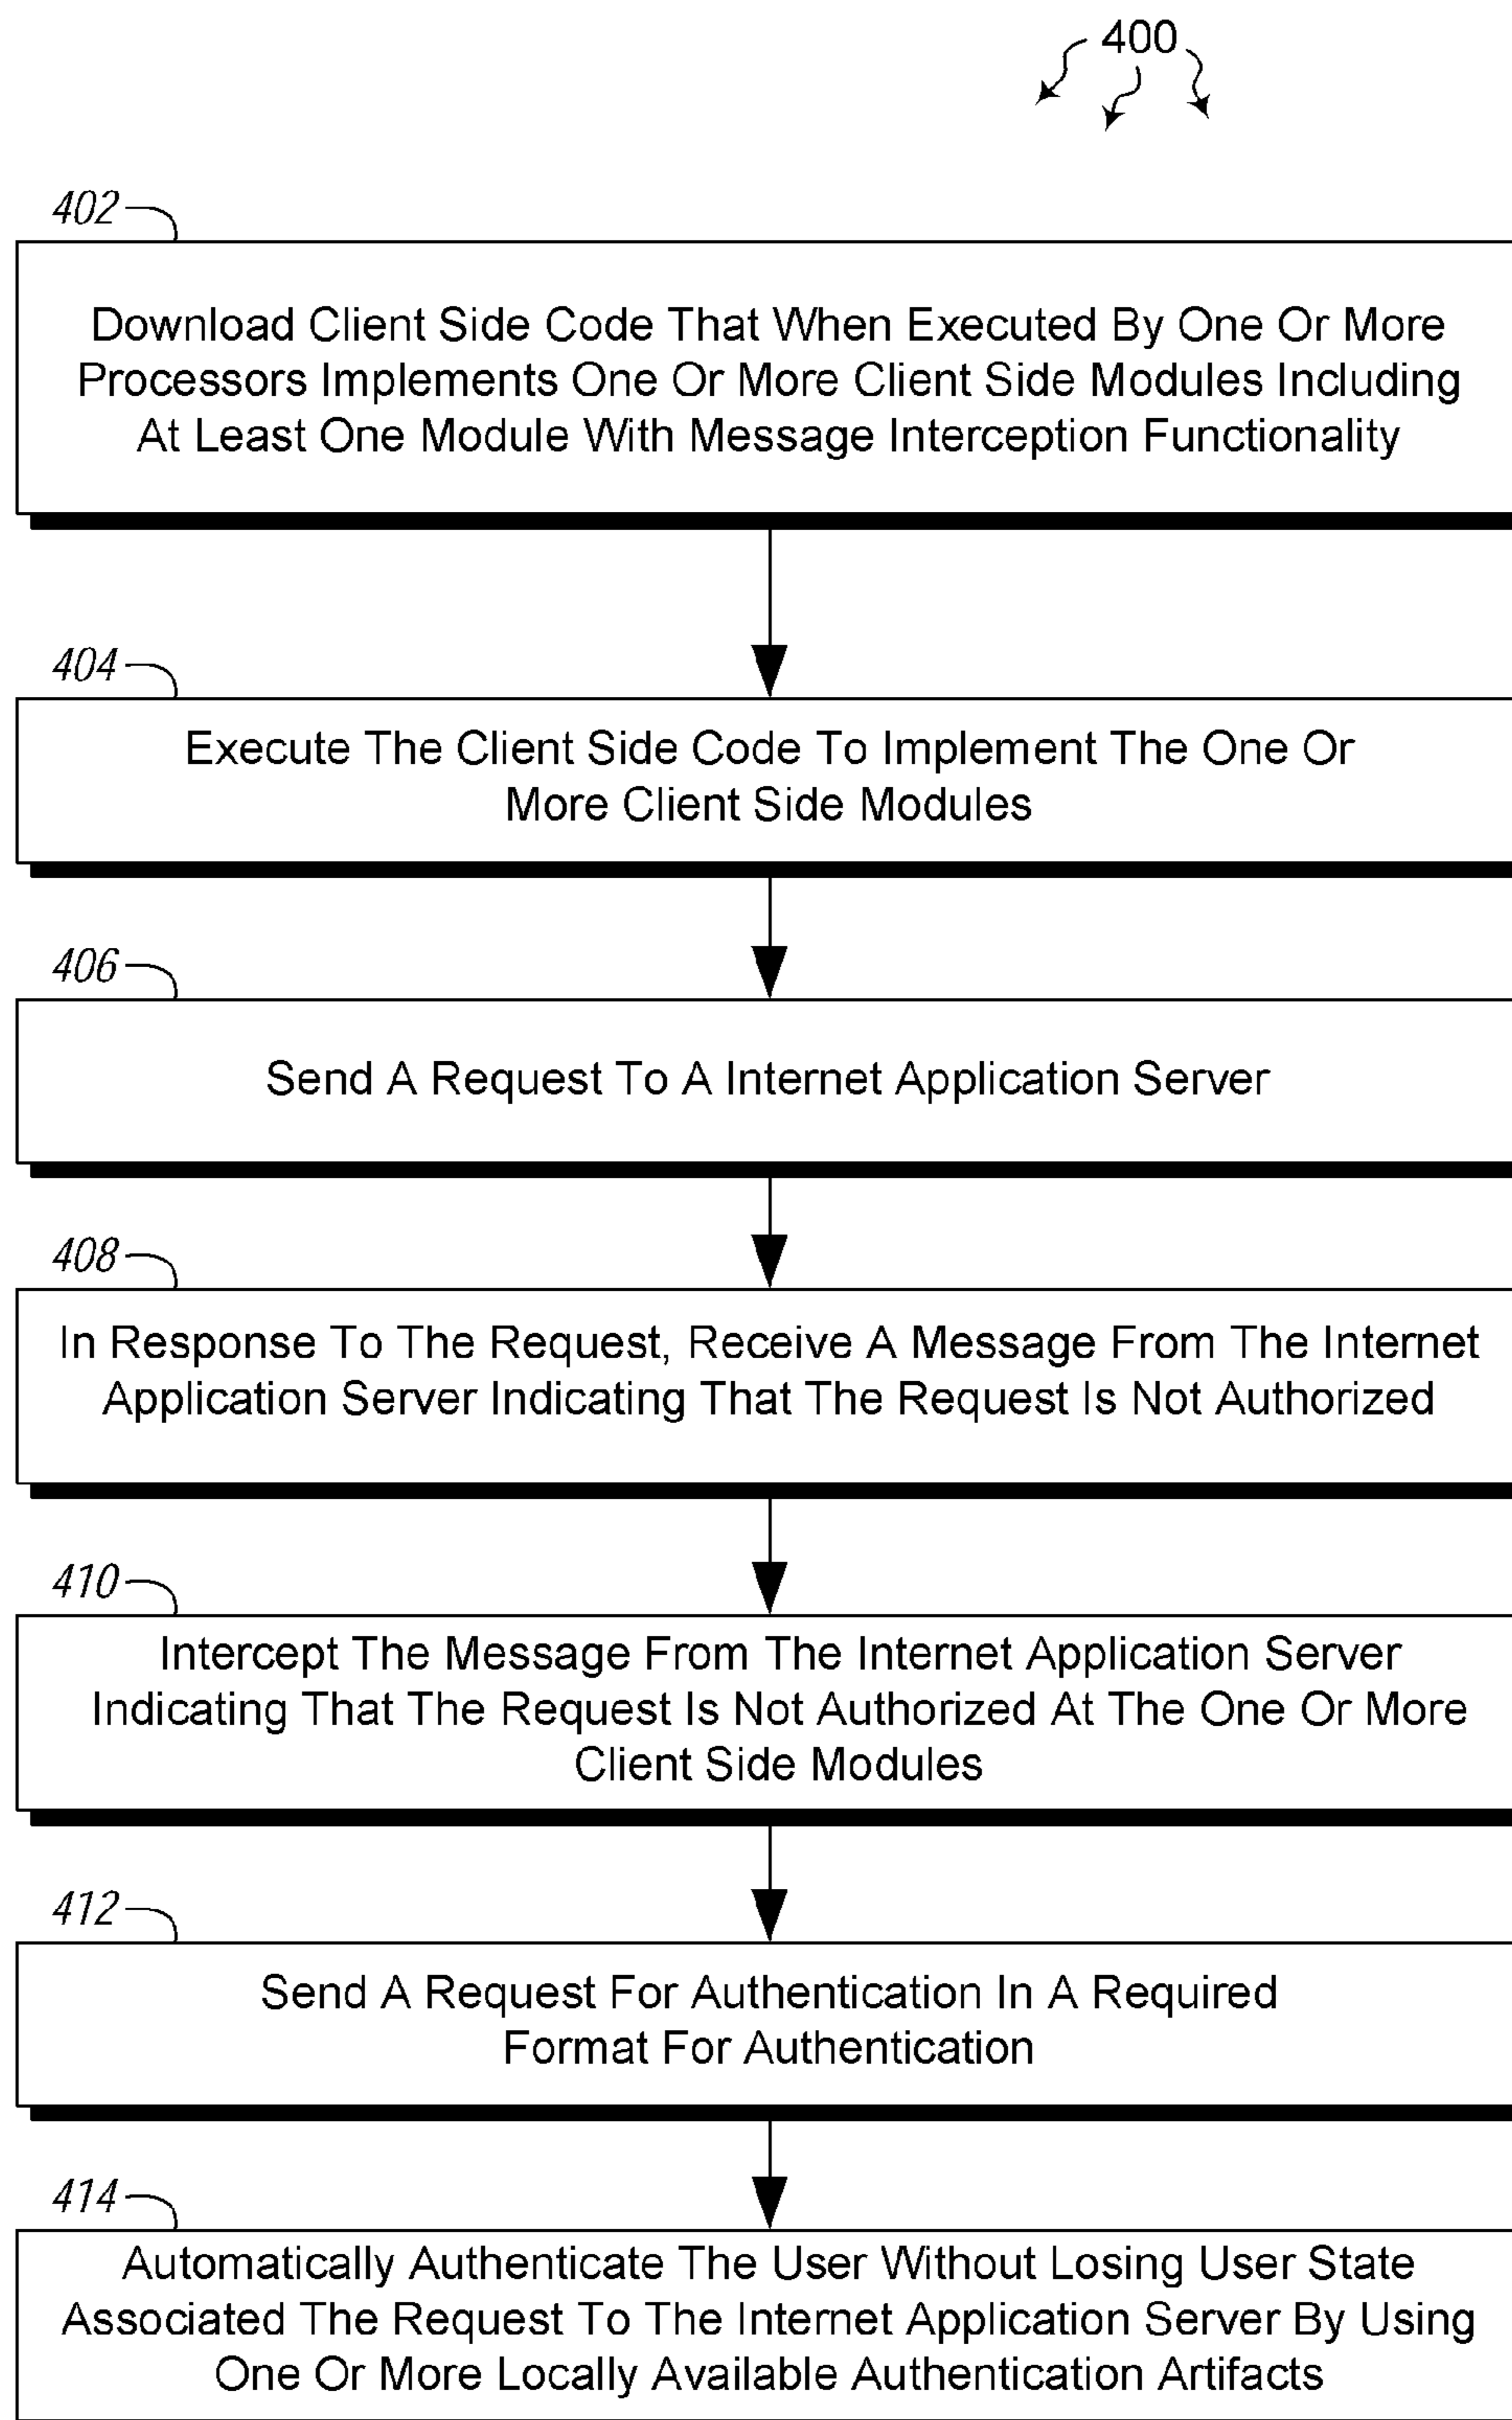 400
402
Download Client Side Code That When Executed By One Or More
Processors Implements One Or More Client Side Modules Including
At Least One Module With Message Interception Functionality
404
Execute The Client Side Code To Implement The One Or
More Client Side Modules
406
Send A Request To A Internet Application Server
408
In Response To The Request, Receive A Message From The Internet
Application Server Indicating That The Request Is Not Authorized
410
Intercept The Message From The Internet Application Server
Indicating That The Request Is Not Authorized At The One Or More
Client Side Modules
412
Send A Request For Authentication In A Required
Format For Authentication
414
Automatically Authenticate The User Without Losing User State
Associated The Request To The Internet Application Server By Using
One Or More Locally Available Authentication Artifacts